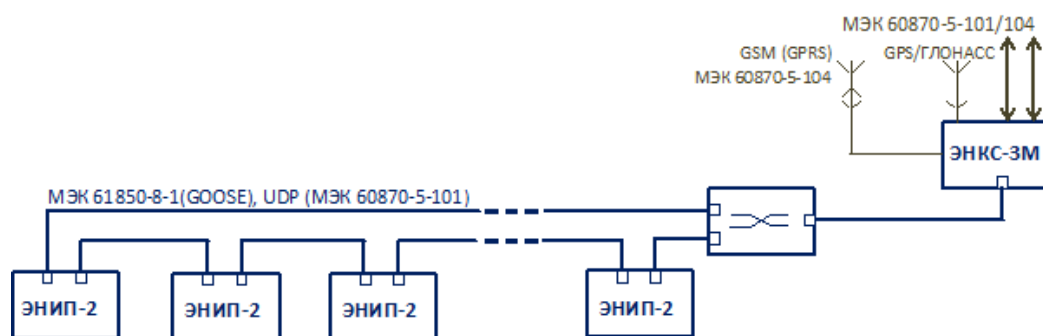 МЭК 60870-5-101/104
GSM (GPRS)
GPS/ГЛОНАСС
МЭК 60870-5-104
ЭНКС-3М
МЭК 61850-8-1(GOOSE), UDP (МЭК 60870-5-101)
ЭНИП-2
ЭНИП-2
ЭНИП-2
ЭНИП-2